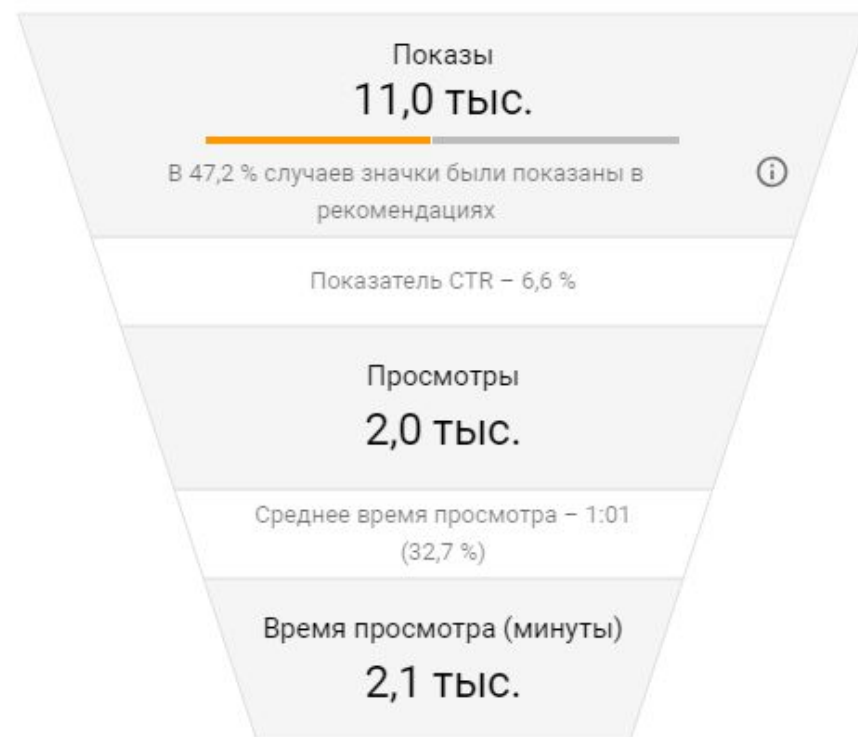 Показы
11,0 тыс.
В 47,2 % случаев значки были показаны в
рекомендациях
Показатель CTR – 6,6 %
Просмотры
2,0 тыс.
Среднее время просмотра – 1:01
(32,7 %)
Время просмотра (минуты)
2,1 тыс.